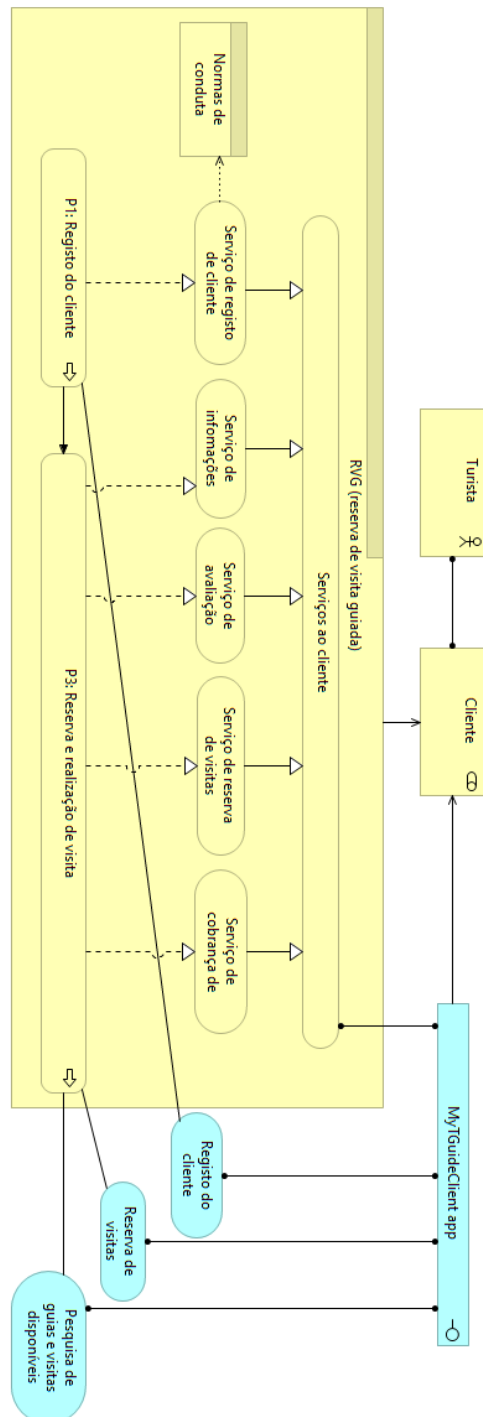 Turista
Cliente
MyTGuideClient app
RVG (reserva de visita guiada)
Serviços ao cliente
Normas de
conduta
Serviço de registo
de cliente
Serviço de
infomações
Serviço de
avaliação
Serviço de reserva
de visitas
Serviço de
cobrança de
P1: Registo do cliente
P3: Reserva e realização de visita
Registo do
cliente
Reserva de
visitas
Pesquisa de
guias e visitas
disponíveis